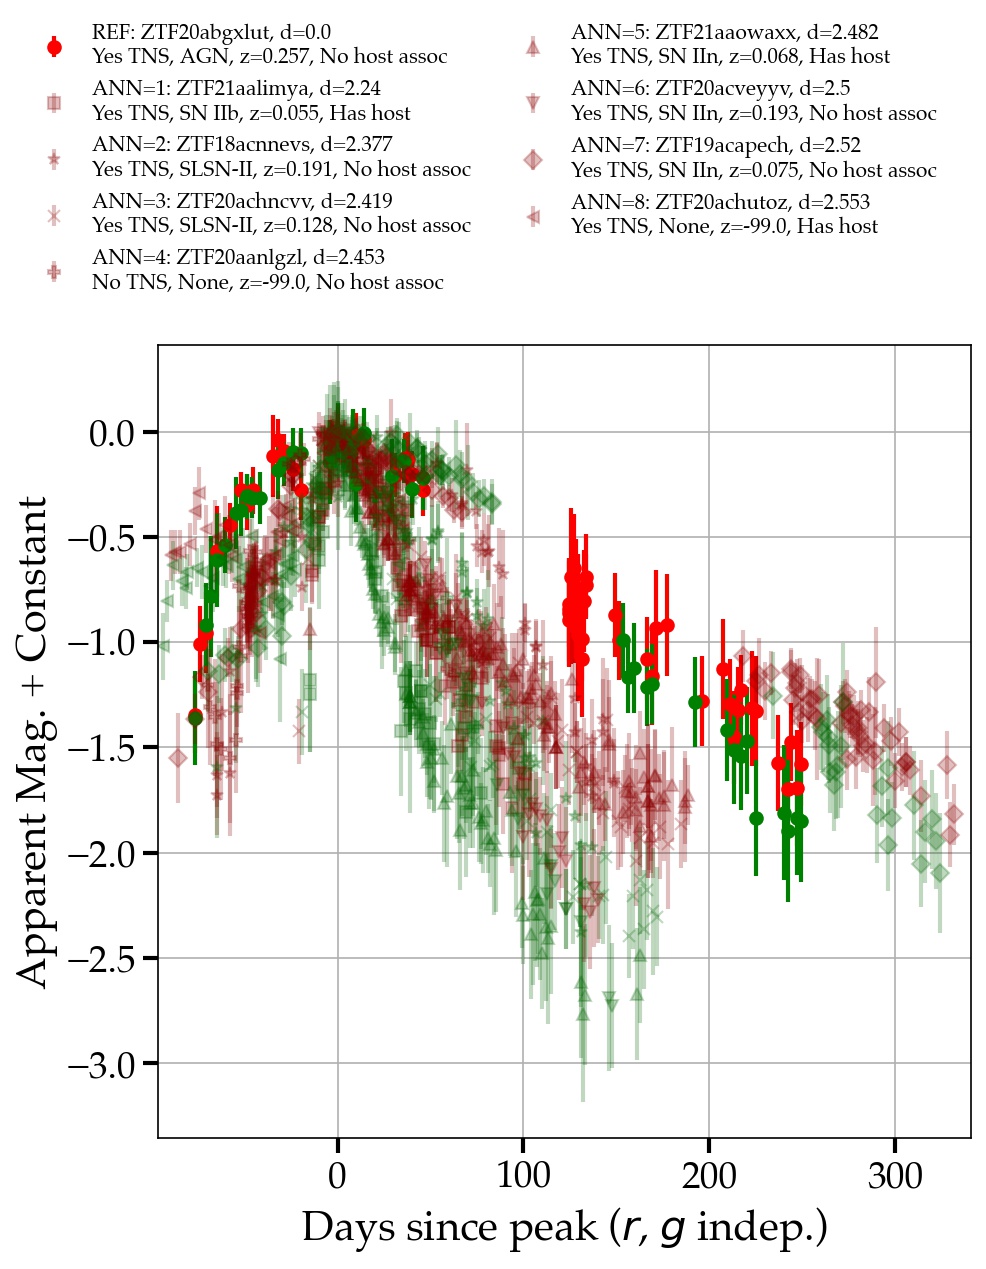 REF: ZTF20abgxlut, d=0.0
Yes TNS, AGN, z=0.257, No host assoc
ANN=1: ZTF21aalimya, d=2.24
Yes TNS, SN IIb, z=0.055, Has host
ANN=2: ZTF18acnnevs, d=2.377
Yes TNS, SLSN-II, z=0.191, No host assoc
ANN=3: ZTF20achncvv, d=2.419
Yes TNS, SLSN-II, z=0.128, No host assoc
ANN=4: ZTF20aanlgzl, d=2.453
No TNS, None, z=-99.0, No host assoc
ANN=5: ZTF21aaowaxx, d=2.482
Yes TNS, SN IIn, z=0.068, Has host
ANN=6: ZTF20acveyyv, d=2.5
Yes TNS, SN IIn, z=0.193, No host assoc
ANN=7: ZTF19acapech, d=2.52
Yes TNS, SN IIn, z=0.075, No host assoc
ANN=8: ZTF20achutoz, d=2.553
Yes TNS, None, z=-99.0, Has host
Apparent Mag. + Constant
0.0
−0.5
−1.0
−1.5
−2.0
−2.5
−3.0
0 100 200 300
Days since peak (r, g indep.)